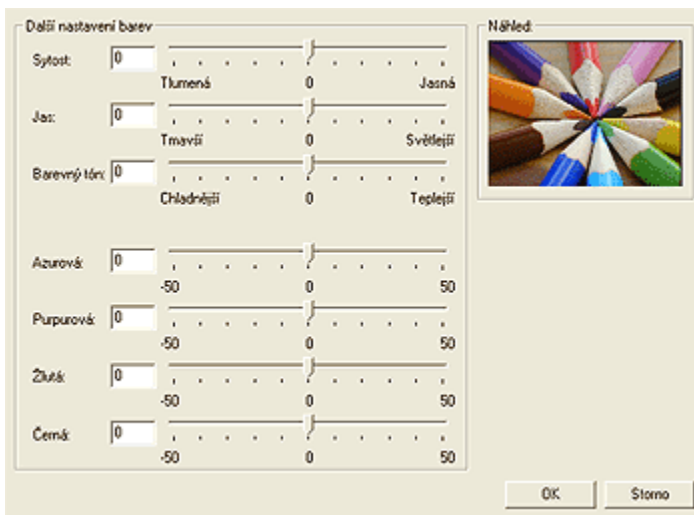 Další nastavení barev
Sytost: 0
Tlumená 0 Jasná
Jas: 0
Tmavší 0 Světlejší
Barevný tón: 0
Chladnější 0 Teplejší
Azurová: 0
-50 0 50
Purpurová: 0
-50 0 50
Žlutá: 0
-50 0 50
Černá: 0
-50 0 50
Náhled:
OK Storno